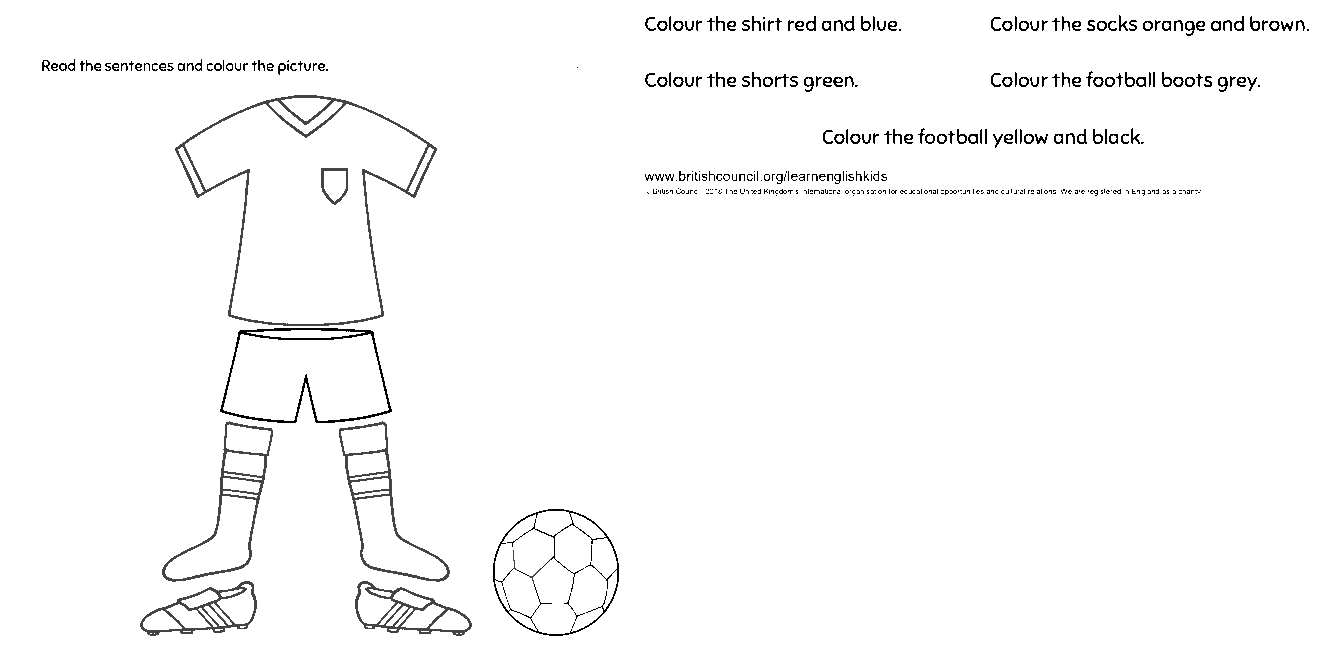 Read the sentences and colour the picture.
Colour the shirt red and blue.
Colour the socks orange and brown.
Colour the shorts green.
Colour the football boots grey.
Colour the football yellow and black.
www.britishcouncil.org/learnenglishkids
British Council 2018 The United Kingdom's international organisation for educational opportunities and cultural relations. We are registered in England as a charity